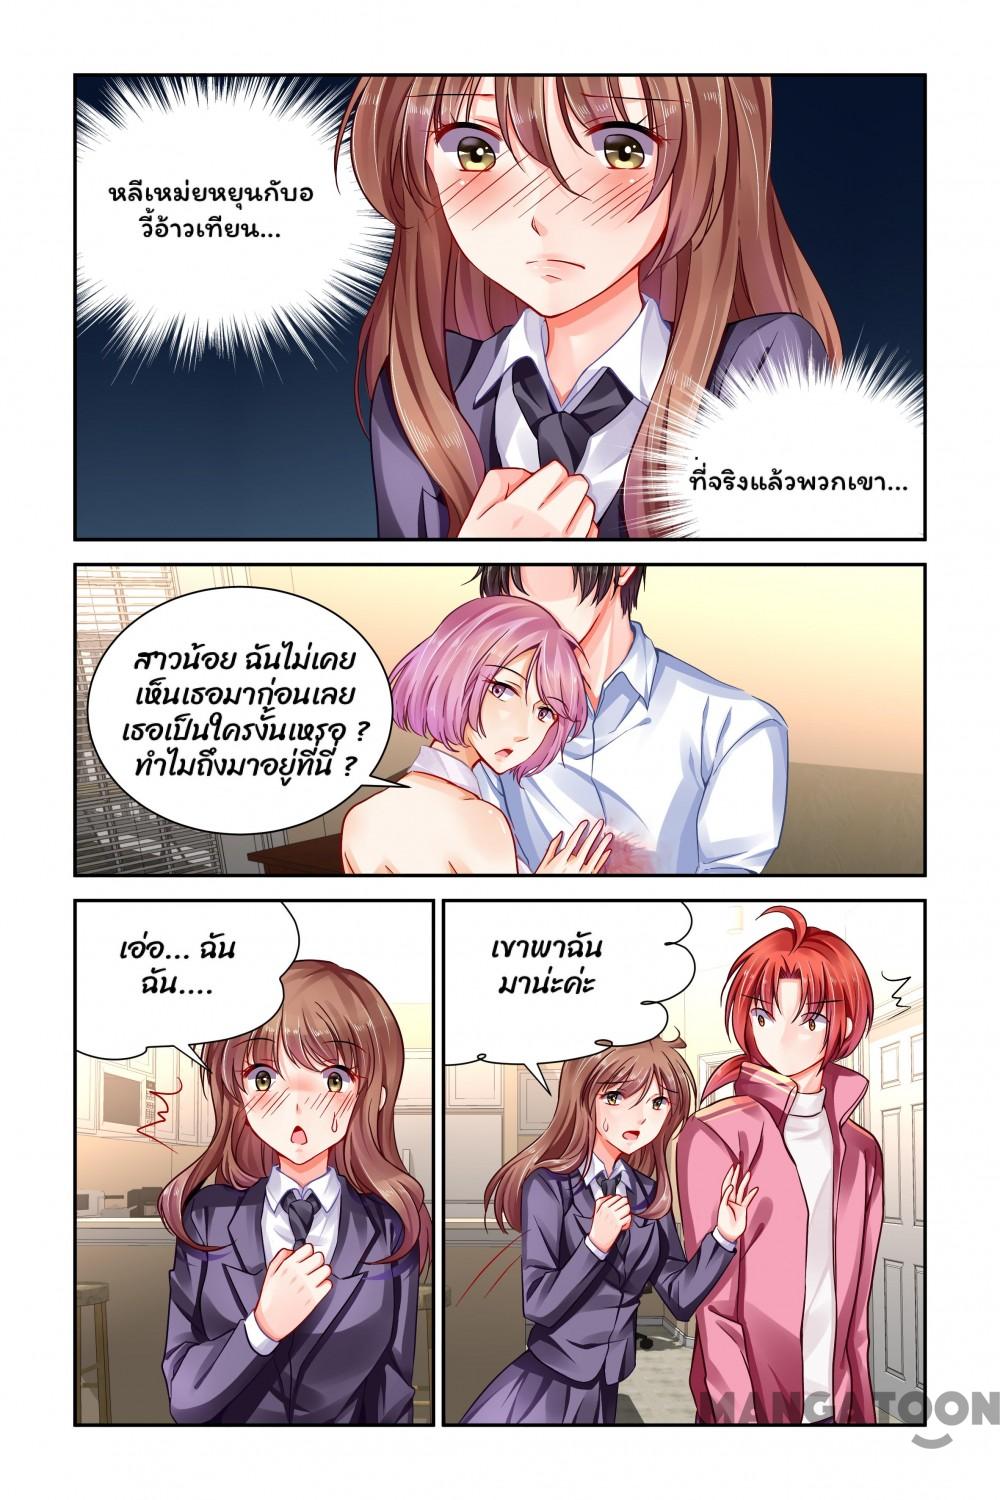 หลีเหม่ยหยุนกับอ
วี้อ้าวเทียน...
ที่จริงแล้วพวกเขา...
สาวน้อย ฉันไม่เคย
เห็นเธอมาก่อนเลย
เธอเป็นใครงั้นเหรอ ?
ทำไมถึงมาอยู่ที่นี่ ?
เอ่อ... ฉัน
ฉัน....
เขาพาฉัน
มาน่ะค่ะ
MANGATOON